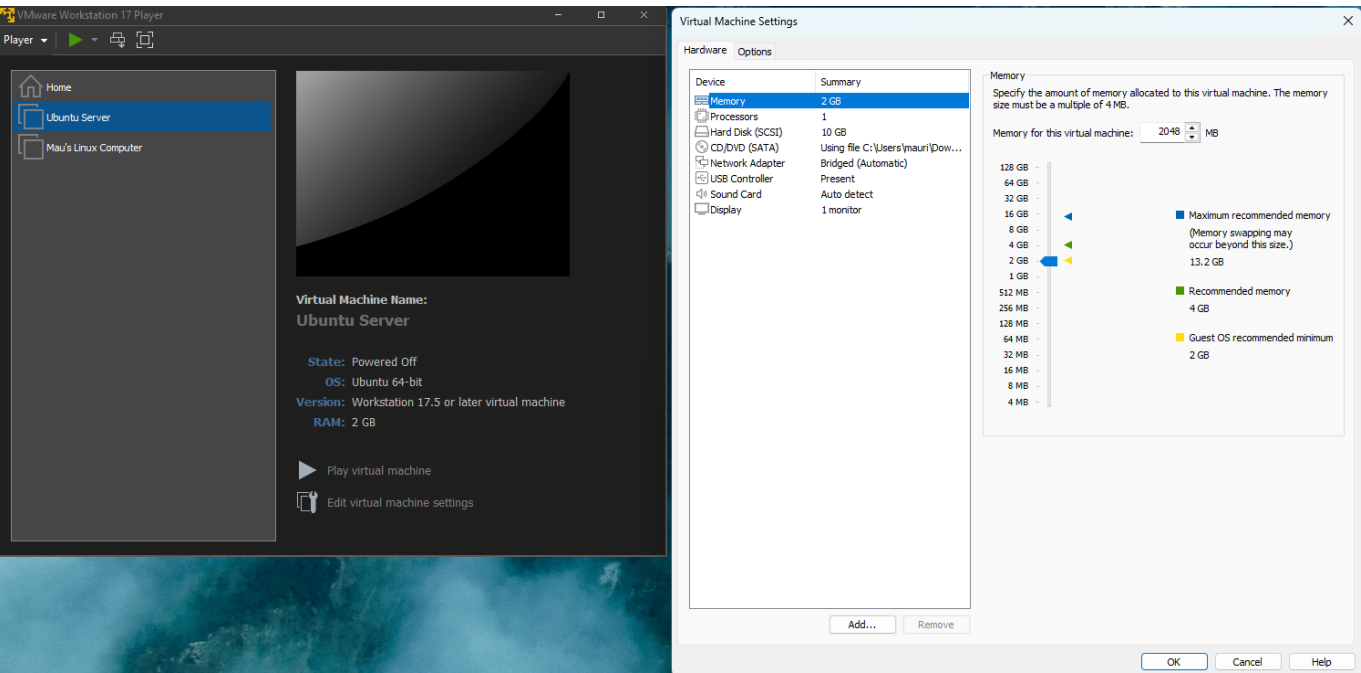 VMware Workstation 17 Player
Player
Home
Ubuntu Server
Mau's Linux Computer
Virtual Machine Name:
Ubuntu Server
State: Powered Off
OS: Ubuntu 64-bit
Version: Workstation 17.5 or later virtual machine
RAM: 2 GB
Play virtual machine
Edit virtual machine settings
Virtual Machine Settings
Hardware Options
Device Summary
Memory 2 GB
Processors 1
Hard Disk (SCSI) 10 GB
CD/DVD (SATA) Using file C:\Users\mauri\Dow...
Network Adapter Bridged (Automatic)
USB Controller Present
Sound Card Auto detect
Display 1 monitor
Add... Remove
Memory
Specify the amount of memory allocated to this virtual machine. The memory
size must be a multiple of 4 MB.
Memory for this virtual machine: 2048 MB
128 GB
64 GB
32 GB
16 GB
8 GB
4 GB
2 GB
1 GB
512 MB
256 MB
128 MB
64 MB
32 MB
16 MB
8 MB
4 MB
Maximum recommended memory
(Memory swapping may
occur beyond this size.)
13.2 GB
Recommended memory
4 GB
Guest OS recommended minimum
2 GB
OK Cancel Help